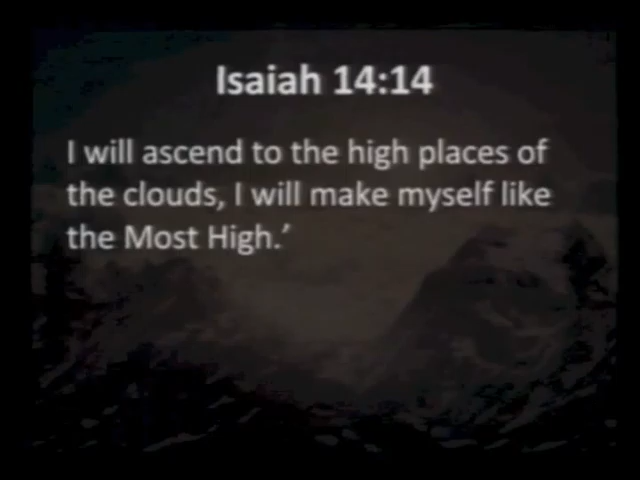 Isaiah 14:14
I will ascend to the high places of
the clouds, I will make myself like
the Most High.’